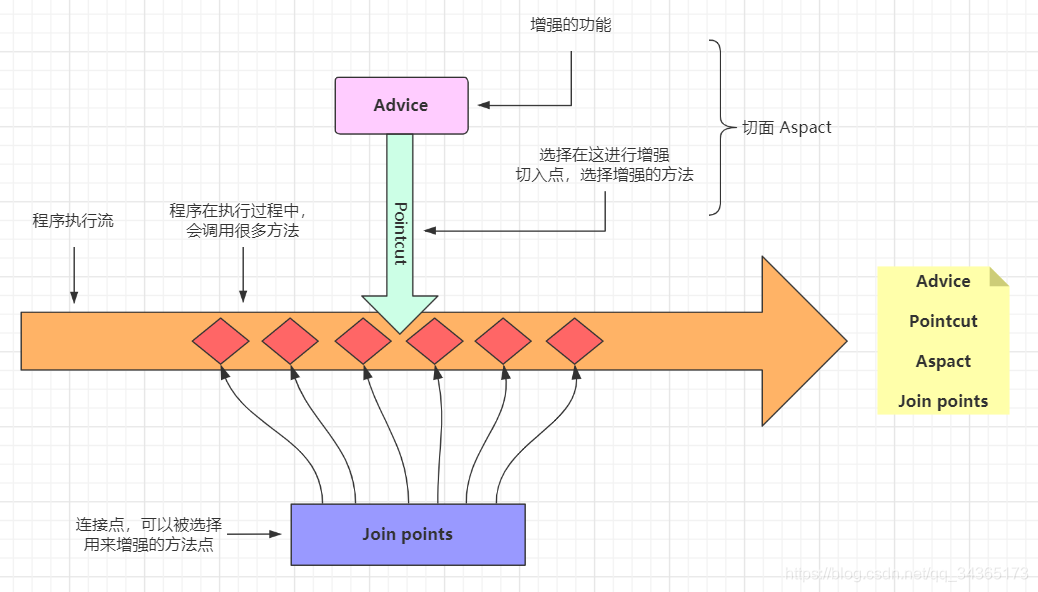 增强的功能
Advice
切面 Aspact
选择在这进行增强
切入点，选择增强的方法
Pointcut
程序执行流
程序在执行过程中，
会调用很多方法
Advice
Pointcut
Aspact
Join points
连接点，可以被选择
用来增强的方法点
Join points
https://blog.csdn.net/qq_34365173